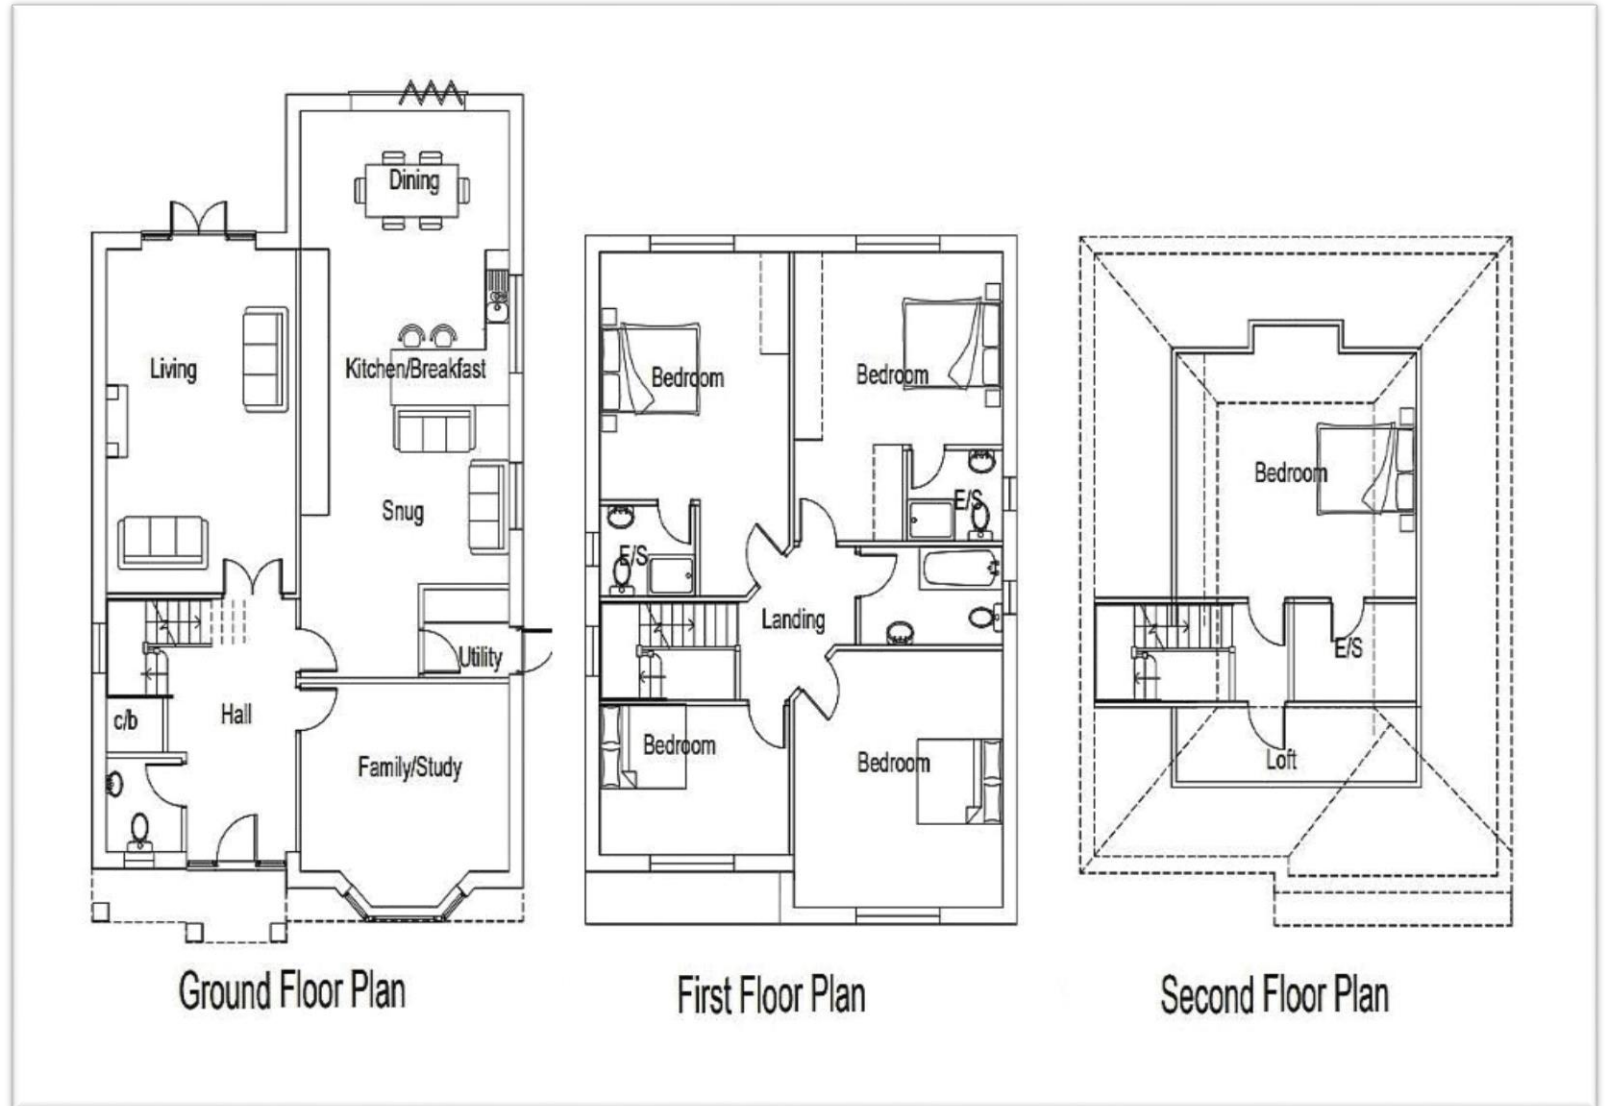 Dining
Living
Kitchen/Breakfast
Snug
Utility
c/b
Hall
Family/Study
Ground Floor Plan
Bedroom
Bedroom
E/S
E/S
Landing
Bedroom
Bedroom
First Floor Plan
Bedroom
E/S
Loft
Second Floor Plan